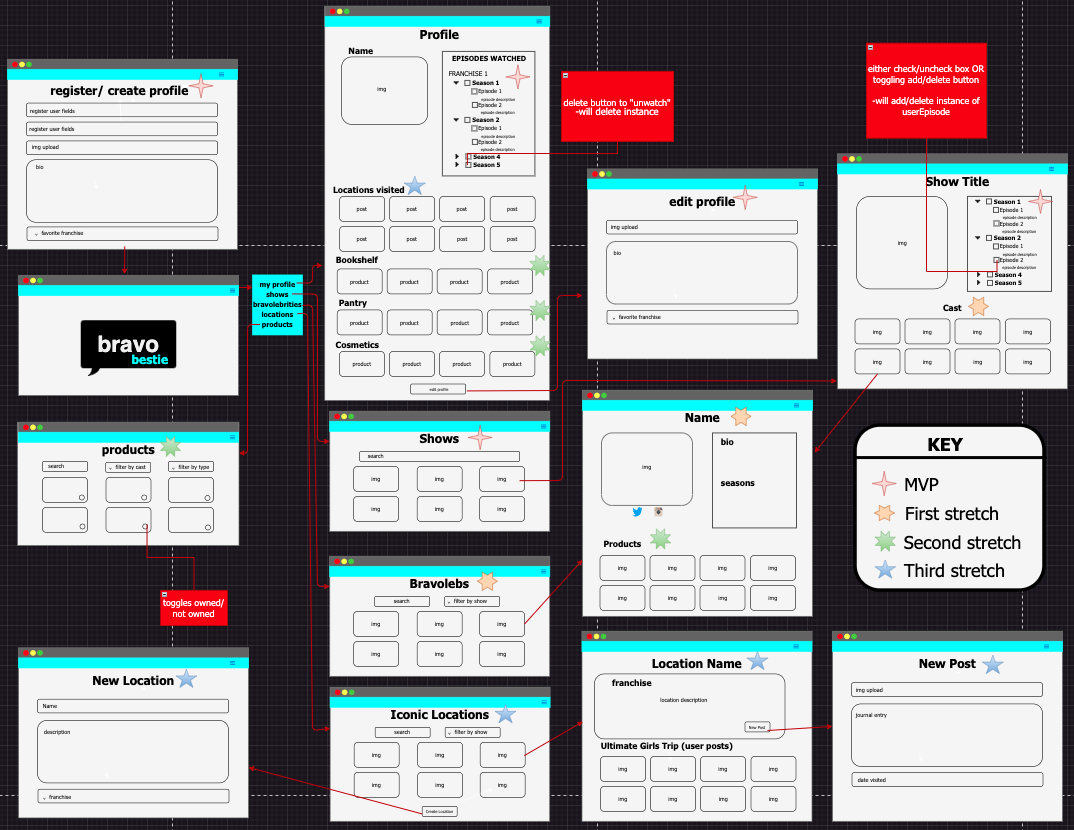 register/ create profile
register user fields
register user fields
img upload
bio
favorite franchise
Profile
Name
img
EPISODES WATCHED
FRANCHISE 1
Season 1
Episode 1
episode description
Episode 2
episode description
Season 2
Episode 1
episode description
Episode 2
episode description
Season 4
Season 5
Locations visited
post
post
post
post
post
post
post
post
Bookshelf
product
product
product
product
Pantry
product
product
product
product
Cosmetics
product
product
product
product
edit profile
delete button to "unwatch"
-will delete instance
either check/uncheck box OR
toggling add/delete button
-will add/delete instance of
userEpisode
edit profile
img upload
bio
favorite franchise
Show Title
img
Season 1
Episode 1
episode description
Episode 2
episode description
Season 2
Episode 1
episode description
Episode 2
episode description
Season 4
Season 5
Cast
img
img
img
img
img
img
img
img
bravo
bestie
my profile
shows
bravolebrities
locations
products
products
search
filter by cast
filter by type
toggles owned/
not owned
Shows
search
img
img
img
img
img
img
Name
img
bio
seasons
Products
img
img
img
img
img
img
img
img
KEY
MVP
First stretch
Second stretch
Third stretch
Bravolebs
search
filter by show
img
img
img
img
img
img
New Location
Name
description
franchise
Iconic Locations
search
filter by show
img
img
img
img
img
img
Create Location
Location Name
franchise
location description
New Post
Ultimate Girls Trip (user posts)
img
img
img
img
img
img
img
img
New Post
img upload
journal entry
date visited